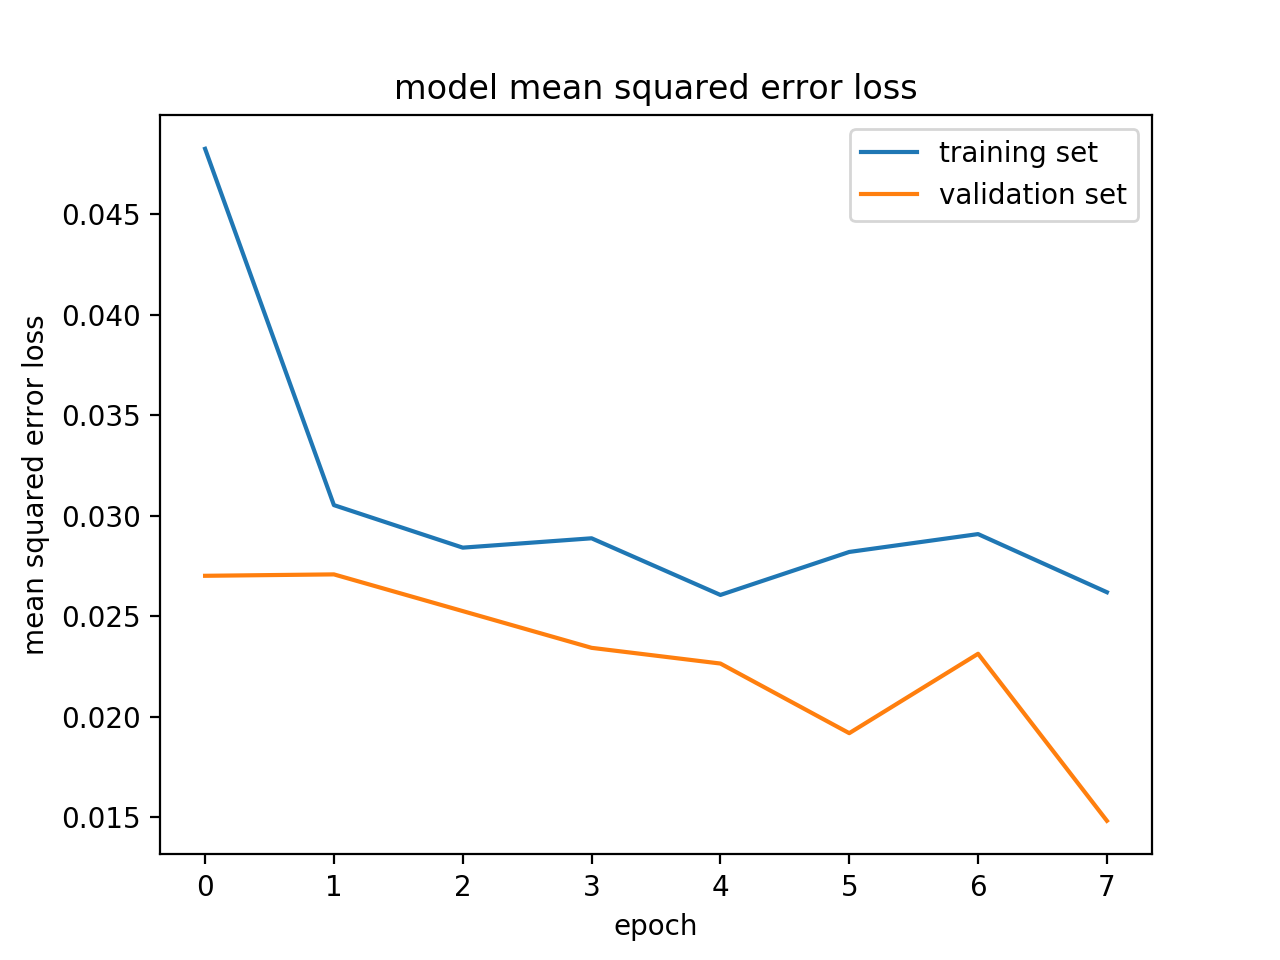 model mean squared error loss
training set
validation set
mean squared error loss
0.045
0.040
0.035
0.030
0.025
0.020
0.015
0 1 2 3 4 5 6 7
epoch